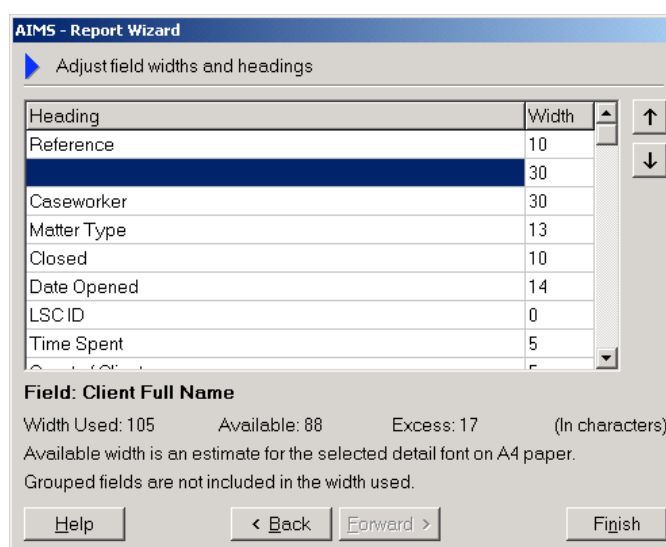 AIMS - Report Wizard
Adjust field widths and headings
Heading Width
Reference 10
30
Caseworker 30
Matter Type 13
Closed 10
Date Opened 14
LSC ID 0
Time Spent 5
Field: Client Full Name
Width Used: 105 Available: 88 Excess: 17 (In characters)
Available width is an estimate for the selected detail font on A4 paper.
Grouped fields are not included in the width used.
Help < Back Forward > Finish